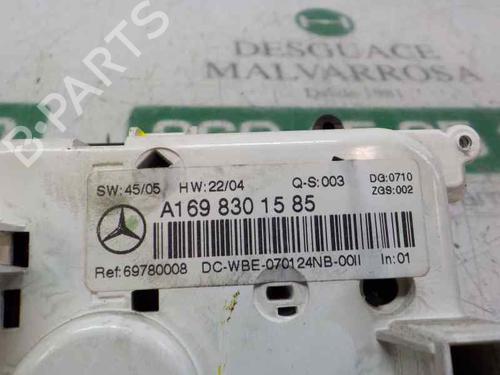 DESGUACE
MALVARROSA
Desde 1981
B-PARTS
SW:45/05 HW:22/04 Q-S:003 DG:0710
ZGS:002
A169 830 15 85
Ref:69780008 DC-WBE-070124NB-00II In:01